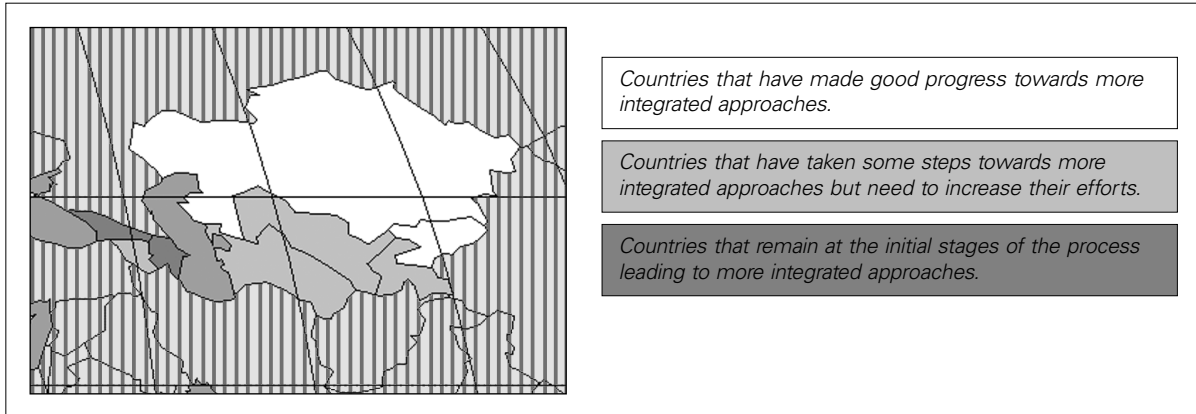 Countries that have made good progress towards more
integrated approaches.
Countries that have taken some steps towards more
integrated approaches but need to increase their efforts.
Countries that remain at the initial stages of the process
leading to more integrated approaches.